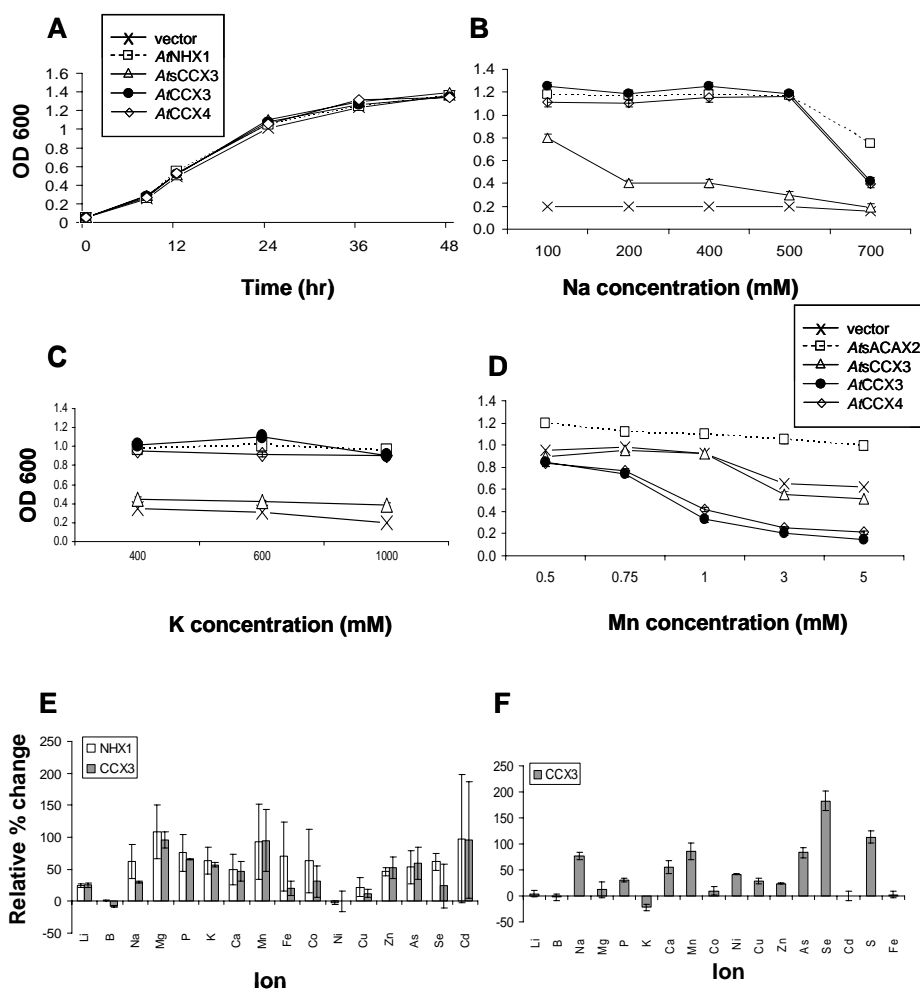 A
vector
AtNHX1
AtsCCX3
AtCCX3
AtCCX4
OD 600
1.6
1.4
1.2
1
0.8
0.6
0.4
0.2
0
0 12 24 36 48
Time (hr)
B
1.4
1.2
1.0
0.8
0.6
0.4
0.2
0.0
100 200 400 500 700
Na concentration (mM)
C
OD 600
1.4
1.2
1.0
0.8
0.6
0.4
0.2
0.0
400 600 1000
K concentration (mM)
D
vector
AtsACAX2
AtsCCX3
AtCCX3
AtCCX4
1.4
1.2
1.0
0.8
0.6
0.4
0.2
0.0
0.5 0.75 1 3 5
Mn concentration (mM)
E
NHX1
CCX3
Relative % change
250
200
150
100
50
0
-50
Li B Na Mg P K Ca Mn Fe Co Ni Cu Zn As Se Cd
Ion
F
CCX3
250
200
150
100
50
0
-50
Li B Na Mg P K Ca Mn Co Ni Cu Zn As Se Cd S Fe
Ion